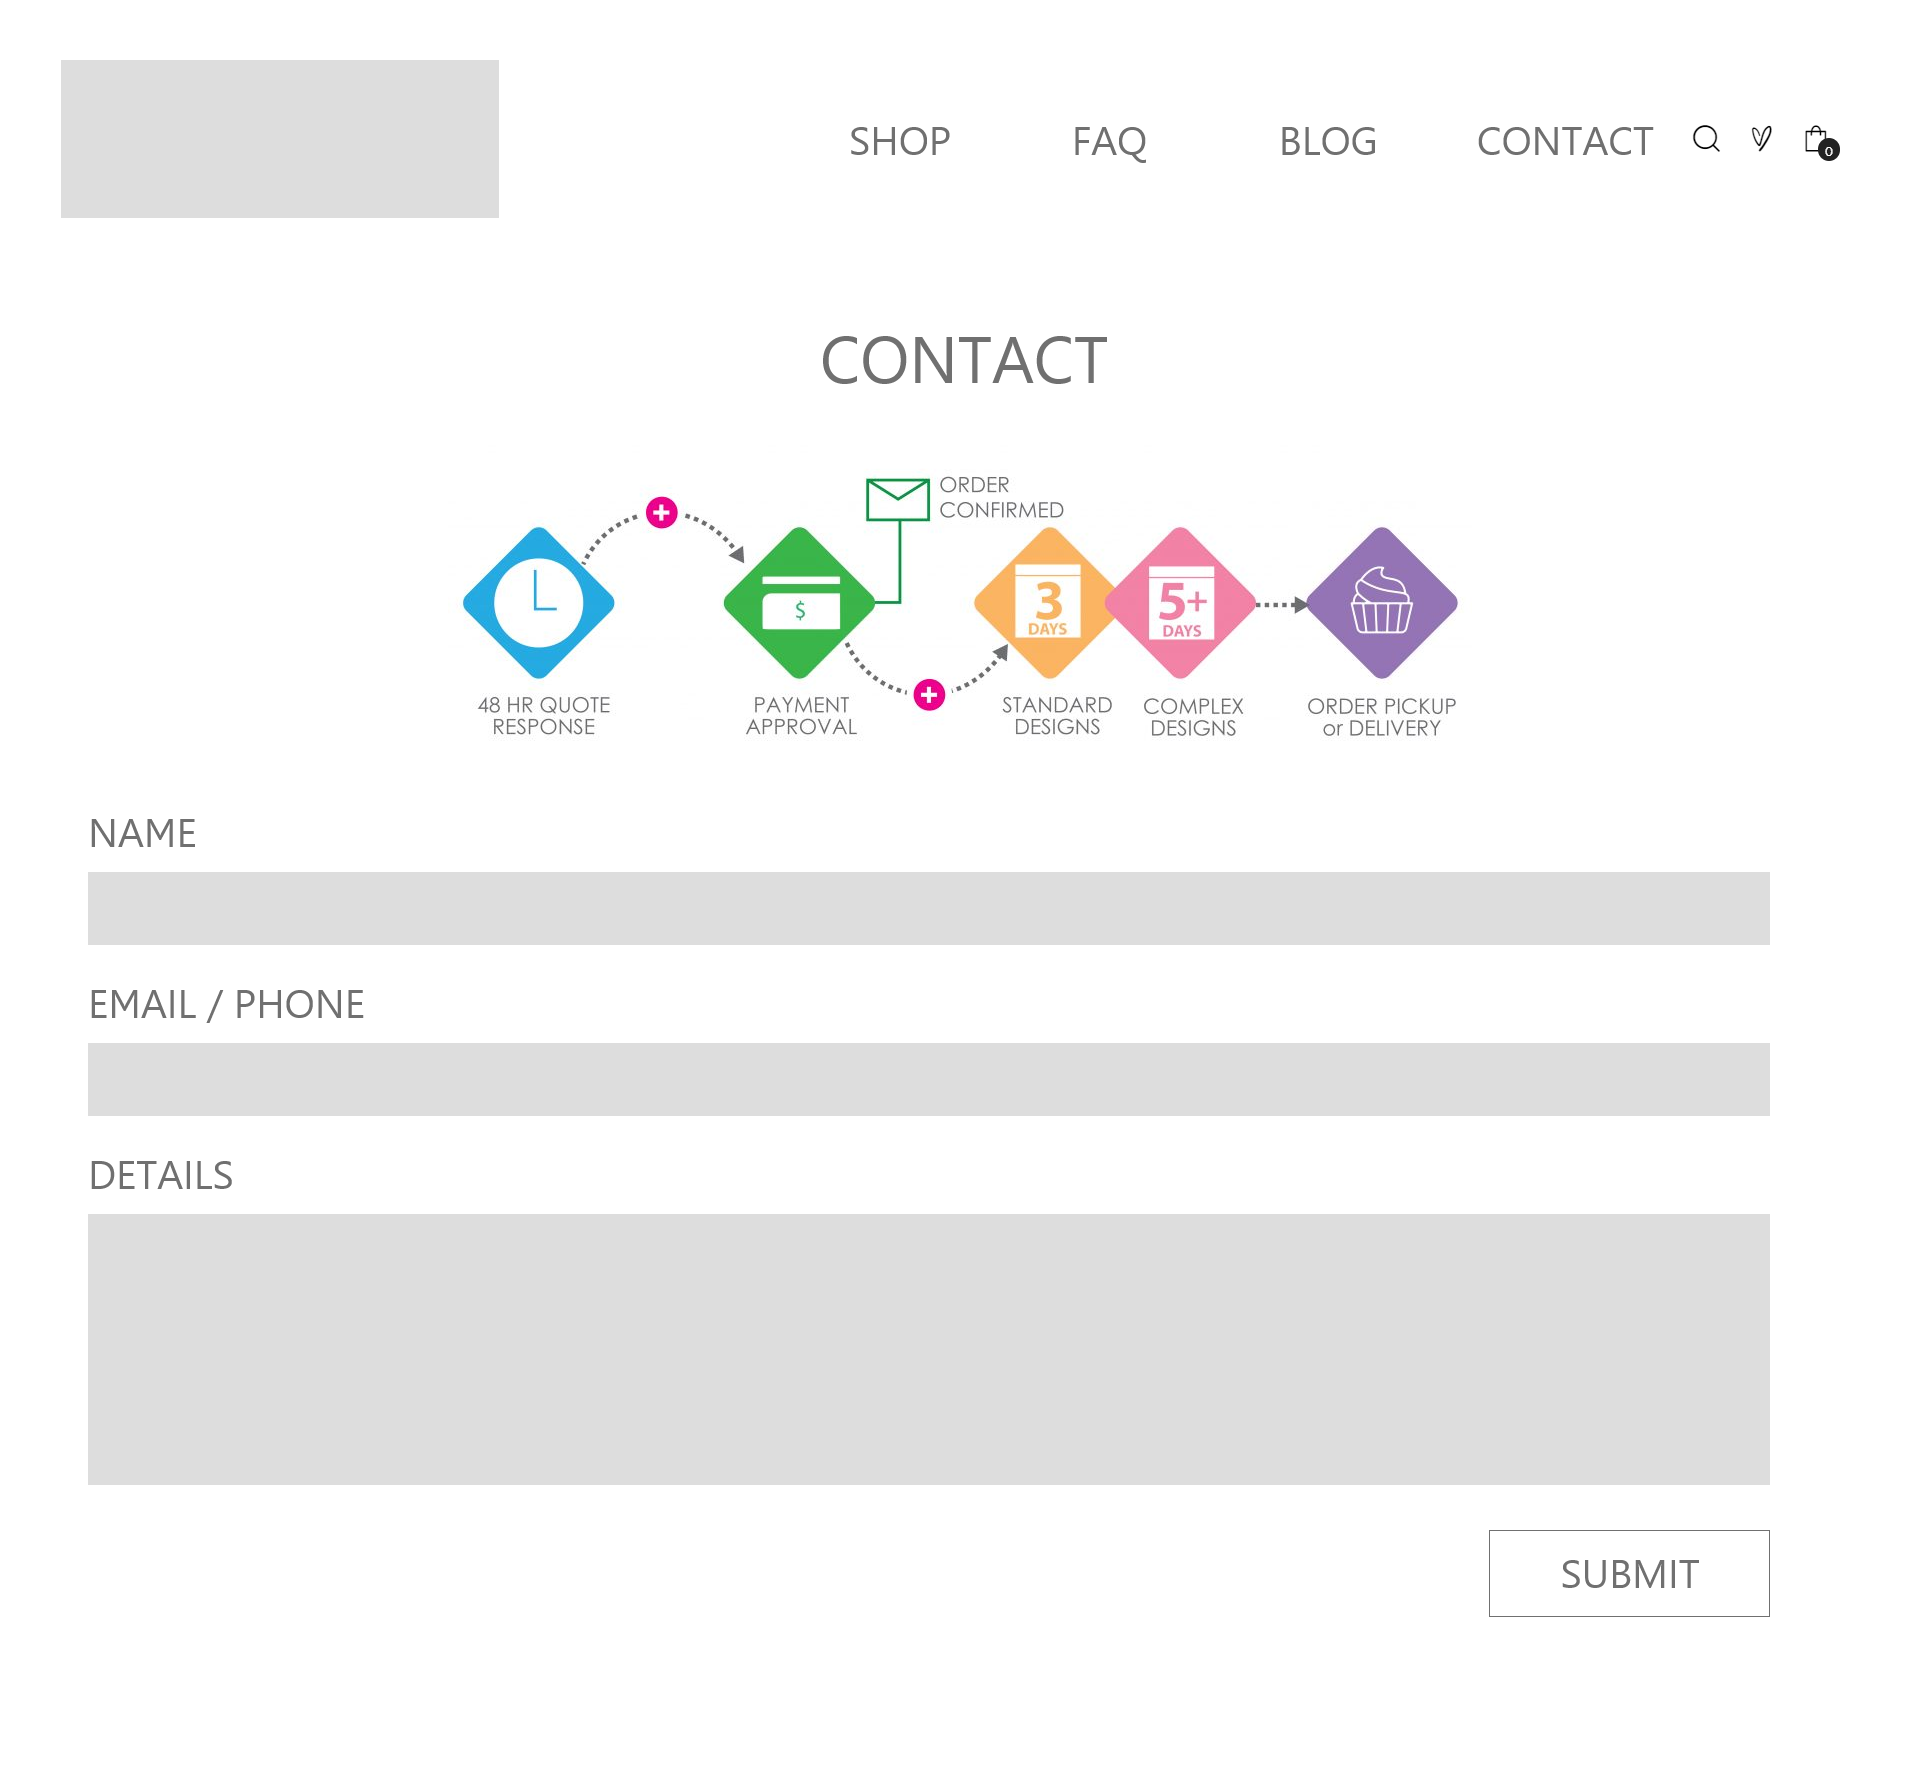 SHOP FAQ BLOG CONTACT
0
CONTACT
ORDER
CONFIRMED
$
3
DAYS
5+
DAYS
48 HR QUOTE
RESPONSE
PAYMENT
APPROVAL
STANDARD
DESIGNS
COMPLEX
DESIGNS
ORDER PICKUP
or DELIVERY
NAME
EMAIL / PHONE
DETAILS
SUBMIT